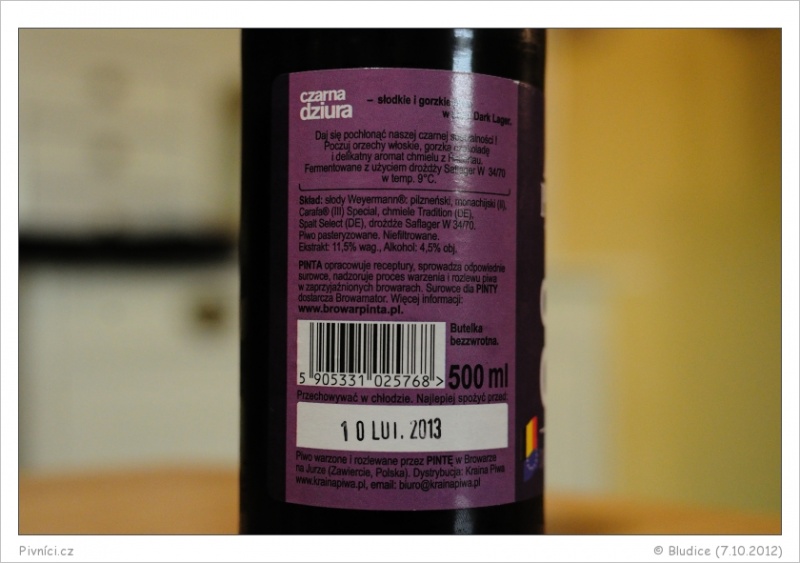 czarna
dziura
– słodkie i gorzkie
w Dark Lager.
Daj się pochłonąć naszej czarnej
Poczuj orzechy włoskie, gorzką czekoladę
i delikatny aromat chmielu z
Fermentowane z użyciem drożdży Saflager W 34/70
w temp. 9°C.
Skład: słody Weyermann®: pilzneński, monachijski (II),
Carafa® (III) Special, chmiele Tradition (DE),
Spalt Select (DE), drożdże Saflager W 34/70.
Piwo pasteryzowane. Niefiltrowane.
Ekstrakt: 11,5% wag., Alkohol: 4,5% obj.
PINTA opracowuje receptury, sprowadza odpowiednie
surowce, nadzoruje proces warzenia i rozlewu piwa
w zaprzyjaźnionych browarach. Surowce dla PINTY
dostarcza Browamator. Więcej informacji:
www.browarpinta.pl.
Butelka
bezzwrotna.
5 905331 025768 >
500 ml
Przechowywać w chłodzie. Najlepiej spożyć przed:
10 LUT. 2013
Piwo warzone i rozlewane przez PINTĘ w Browarze
na Jurze (Zawiercie, Polska). Dystrybucja: Kraina Piwa
www.krainapiwa.pl, email: biuro@krainapiwa.pl
Pivníci.cz
© Bludice (7.10.2012)